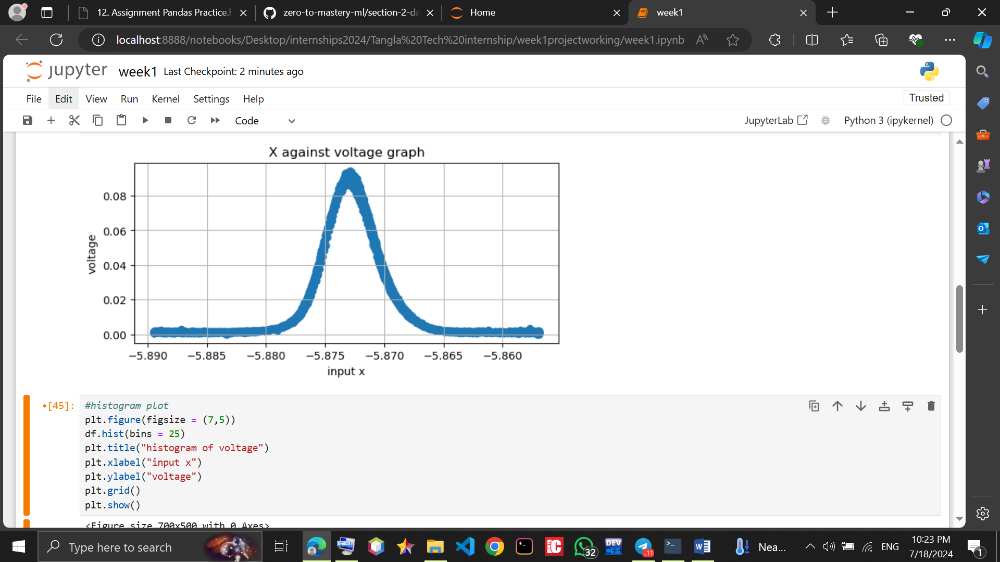 12. Assignment Pandas Practice.h
zero-to-mastery-ml/section-2-da
Home
week1
localhost:8888/notebooks/Desktop/internships2024/Tangla%20Tech%20internship/week1projectworking/week1.ipynb
jupyter week1 Last Checkpoint: 2 minutes ago
File Edit View Run Kernel Settings Help
Trusted
Code
JupyterLab
Python 3 (ipykernel)
X against voltage graph
voltage
0.08
0.06
0.04
0.02
0.00
−5.890 −5.885 −5.880 −5.875 −5.870 −5.865 −5.860
input x
•[45]:
#histogram plot
plt.figure(figsize = (7,5))
df.hist(bins = 25)
plt.title("histogram of voltage")
plt.xlabel("input x")
plt.ylabel("voltage")
plt.grid()
plt.show()
<Figure size 700x500 with 0 Axes>
Type here to search
32
DEV C++
..11
Nea...
ENG
10:23 PM
7/18/2024
1